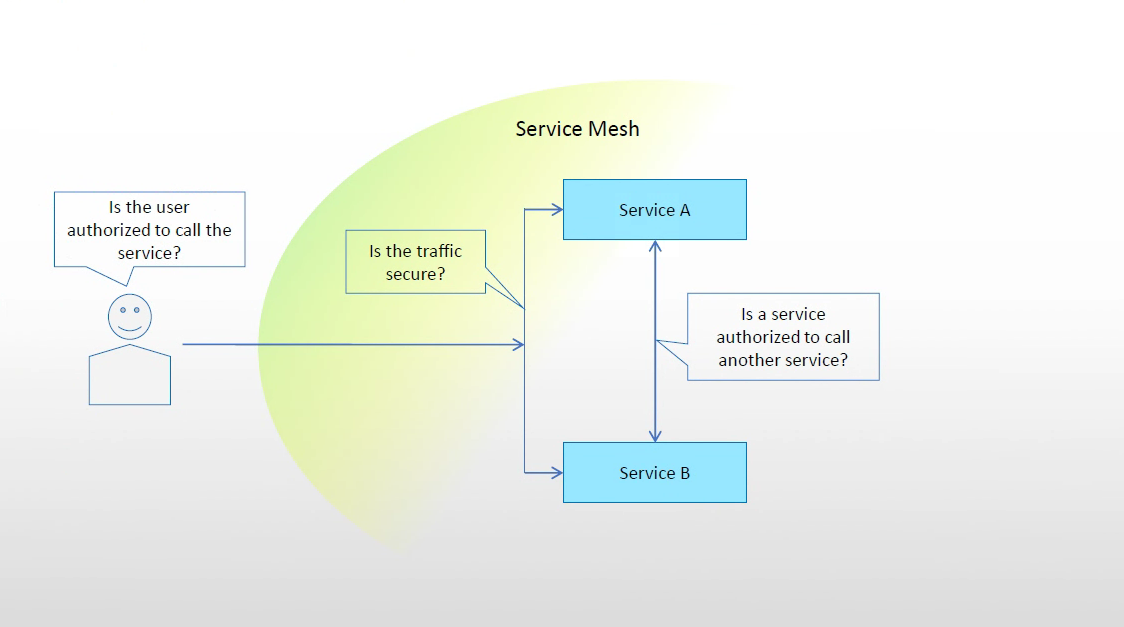 Service Mesh
Is the user
authorized to call the
service?
Service A
Is the traffic
secure?
Is a service
authorized to call
another service?
Service B